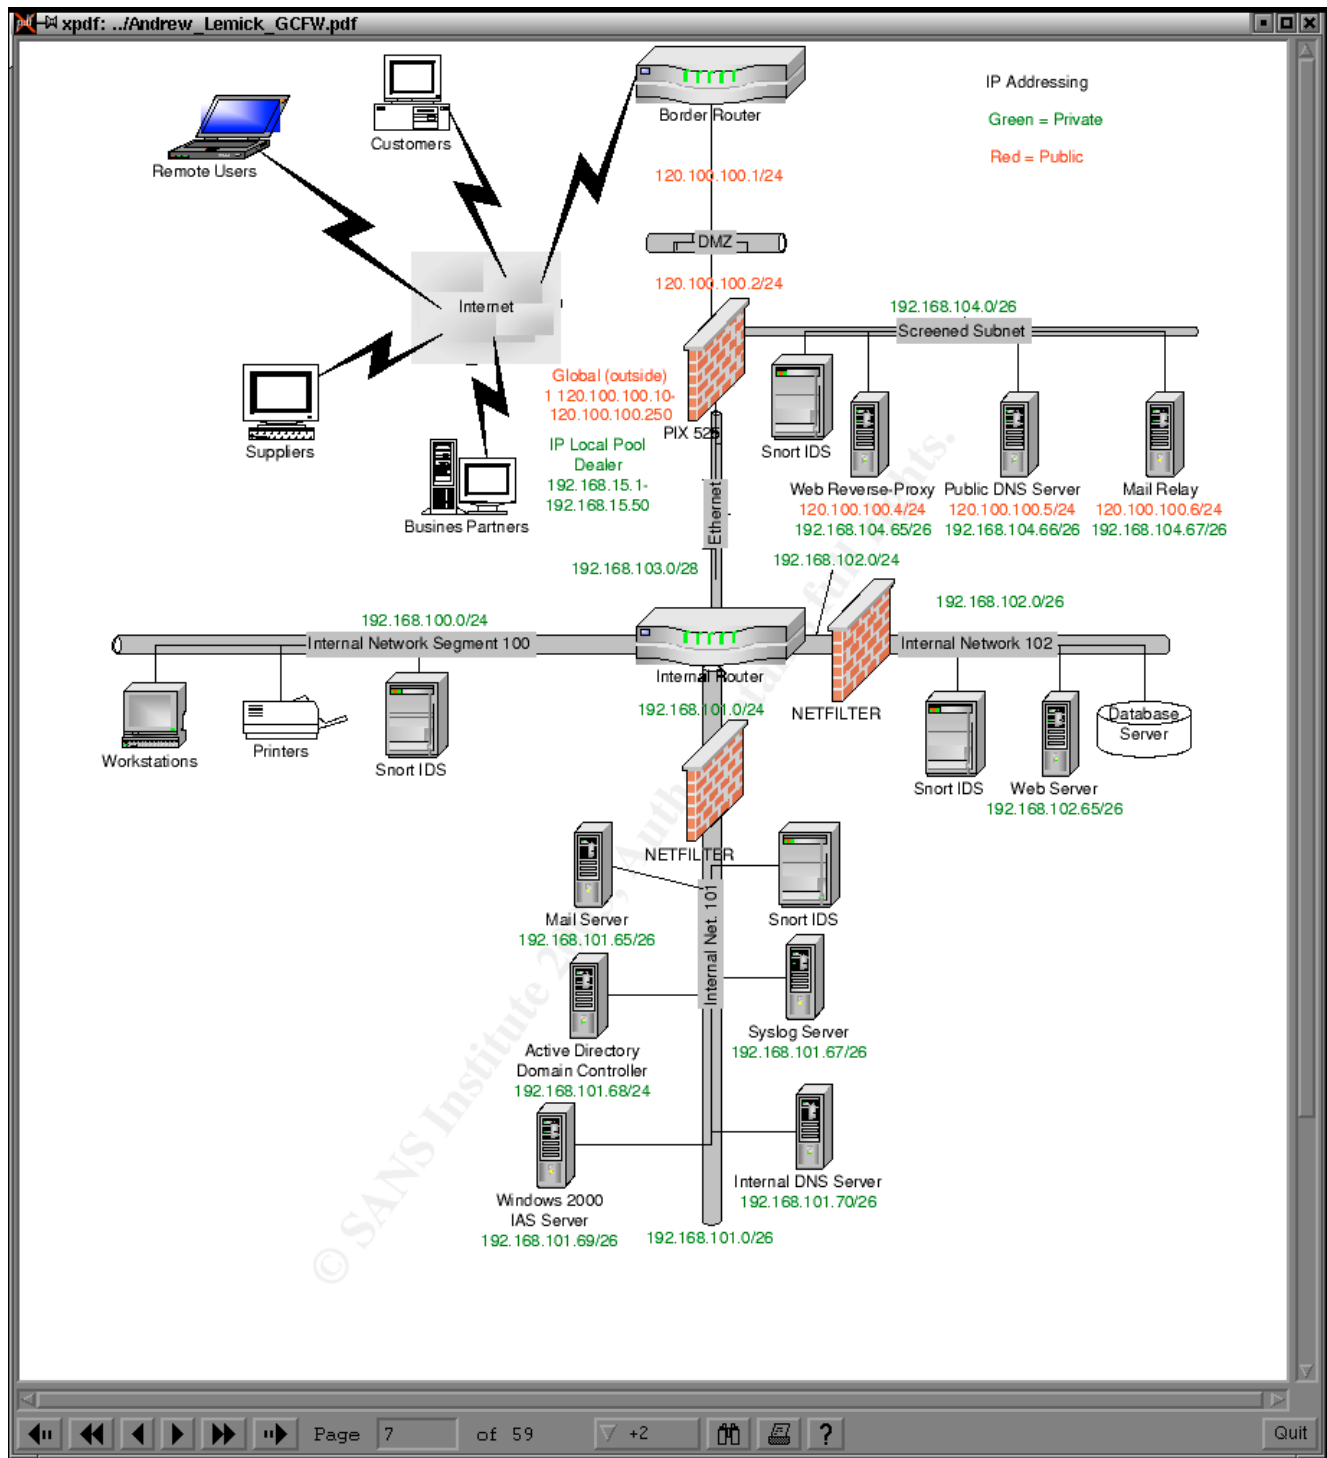 xpdf: .../Andrew_Lemick_GCFW.pdf
Border Router
IP Addressing
Green = Private
Red = Public
Customers
Remote Users
120.100.100.1/24
DMZ
120.100.100.2/24
Internet
192.168.104.0/26
Screened Subnet
Global (outside)
1 120.100.100.10-
120.100.100.250
PIX 525
IP Local Pool
Dealer
192.168.15.1-
192.168.15.50
Suppliers
Busines Partners
Snort IDS
Web Reverse-Proxy
120.100.100.4/24
192.168.104.65/26
Public DNS Server
120.100.100.5/24
192.168.104.66/26
Mail Relay
120.100.100.6/24
192.168.104.67/26
Ethernet
192.168.103.0/28
192.168.102.0/24
192.168.102.0/26
192.168.100.0/24
Internal Network Segment 100
Internal Router
192.168.101.0/24
NETFILTER
Internal Network 102
Workstations
Printers
Snort IDS
Snort IDS
Web Server
192.168.102.65/26
Database
Server
NETFILTER
Mail Server
192.168.101.65/26
Snort IDS
Internal Net. 101
Active Directory
Domain Controller
192.168.101.68/24
Syslog Server
192.168.101.67/26
Windows 2000
IAS Server
192.168.101.69/26
Internal DNS Server
192.168.101.70/26
192.168.101.0/26
© SANS Institute
Page 7 of 59 +2 ? Quit